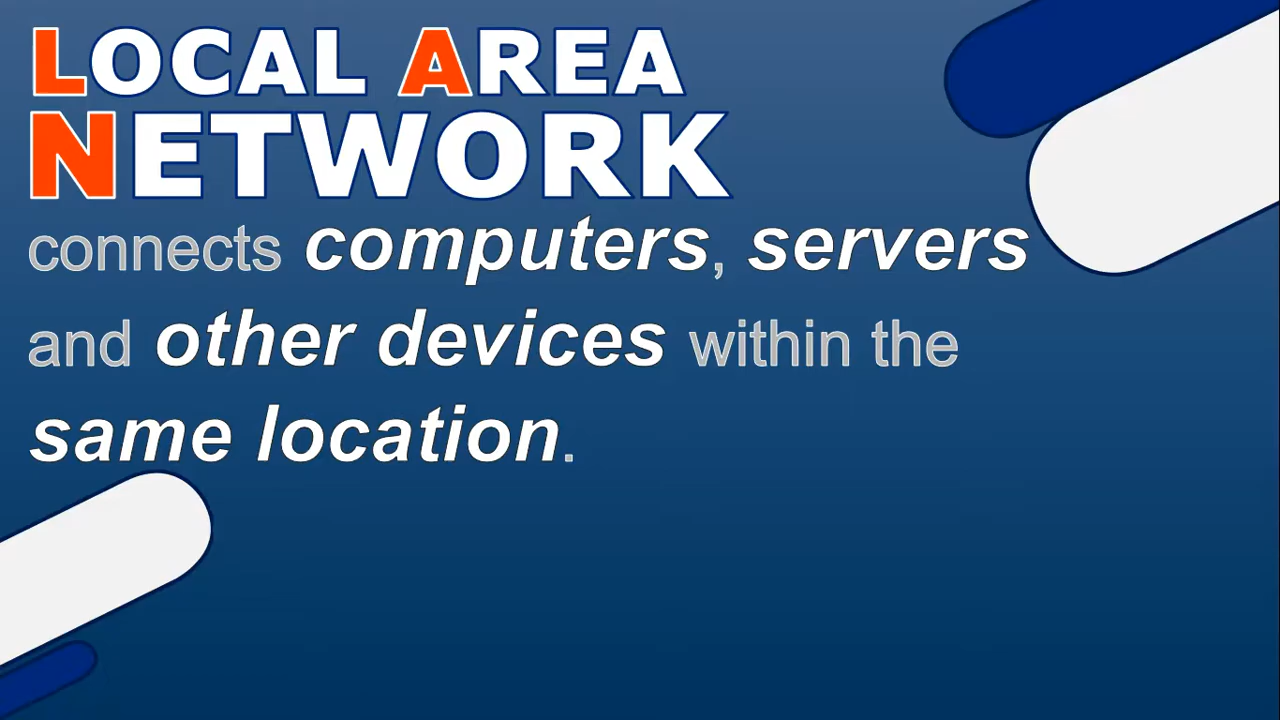 LOCAL AREA
NETWORK
connects computers, servers
and other devices within the
same location.